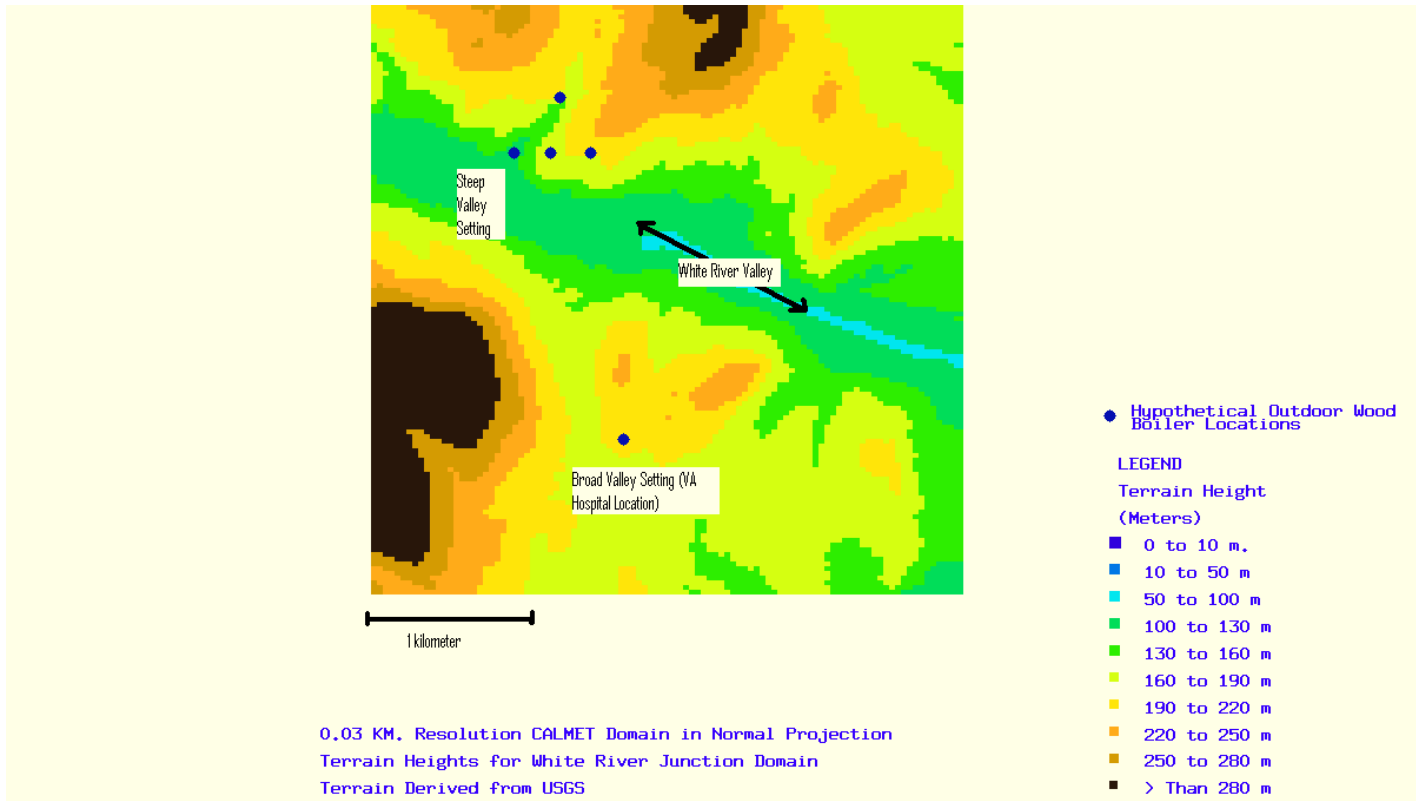 Steep
Valley
Setting
White River Valley
Broad Valley Setting (VA
Hospital Location)
1 kilometer
Hypothetical Outdoor Wood
Boiler Locations
LEGEND
Terrain Height
(Meters)
0 to 10 m.
10 to 50 m
50 to 100 m
100 to 130 m
130 to 160 m
160 to 190 m
190 to 220 m
220 to 250 m
250 to 280 m
> Than 280 m
0.03 KM. Resolution CALMET Domain in Normal Projection
Terrain Heights for White River Junction Domain
Terrain Derived from USGS